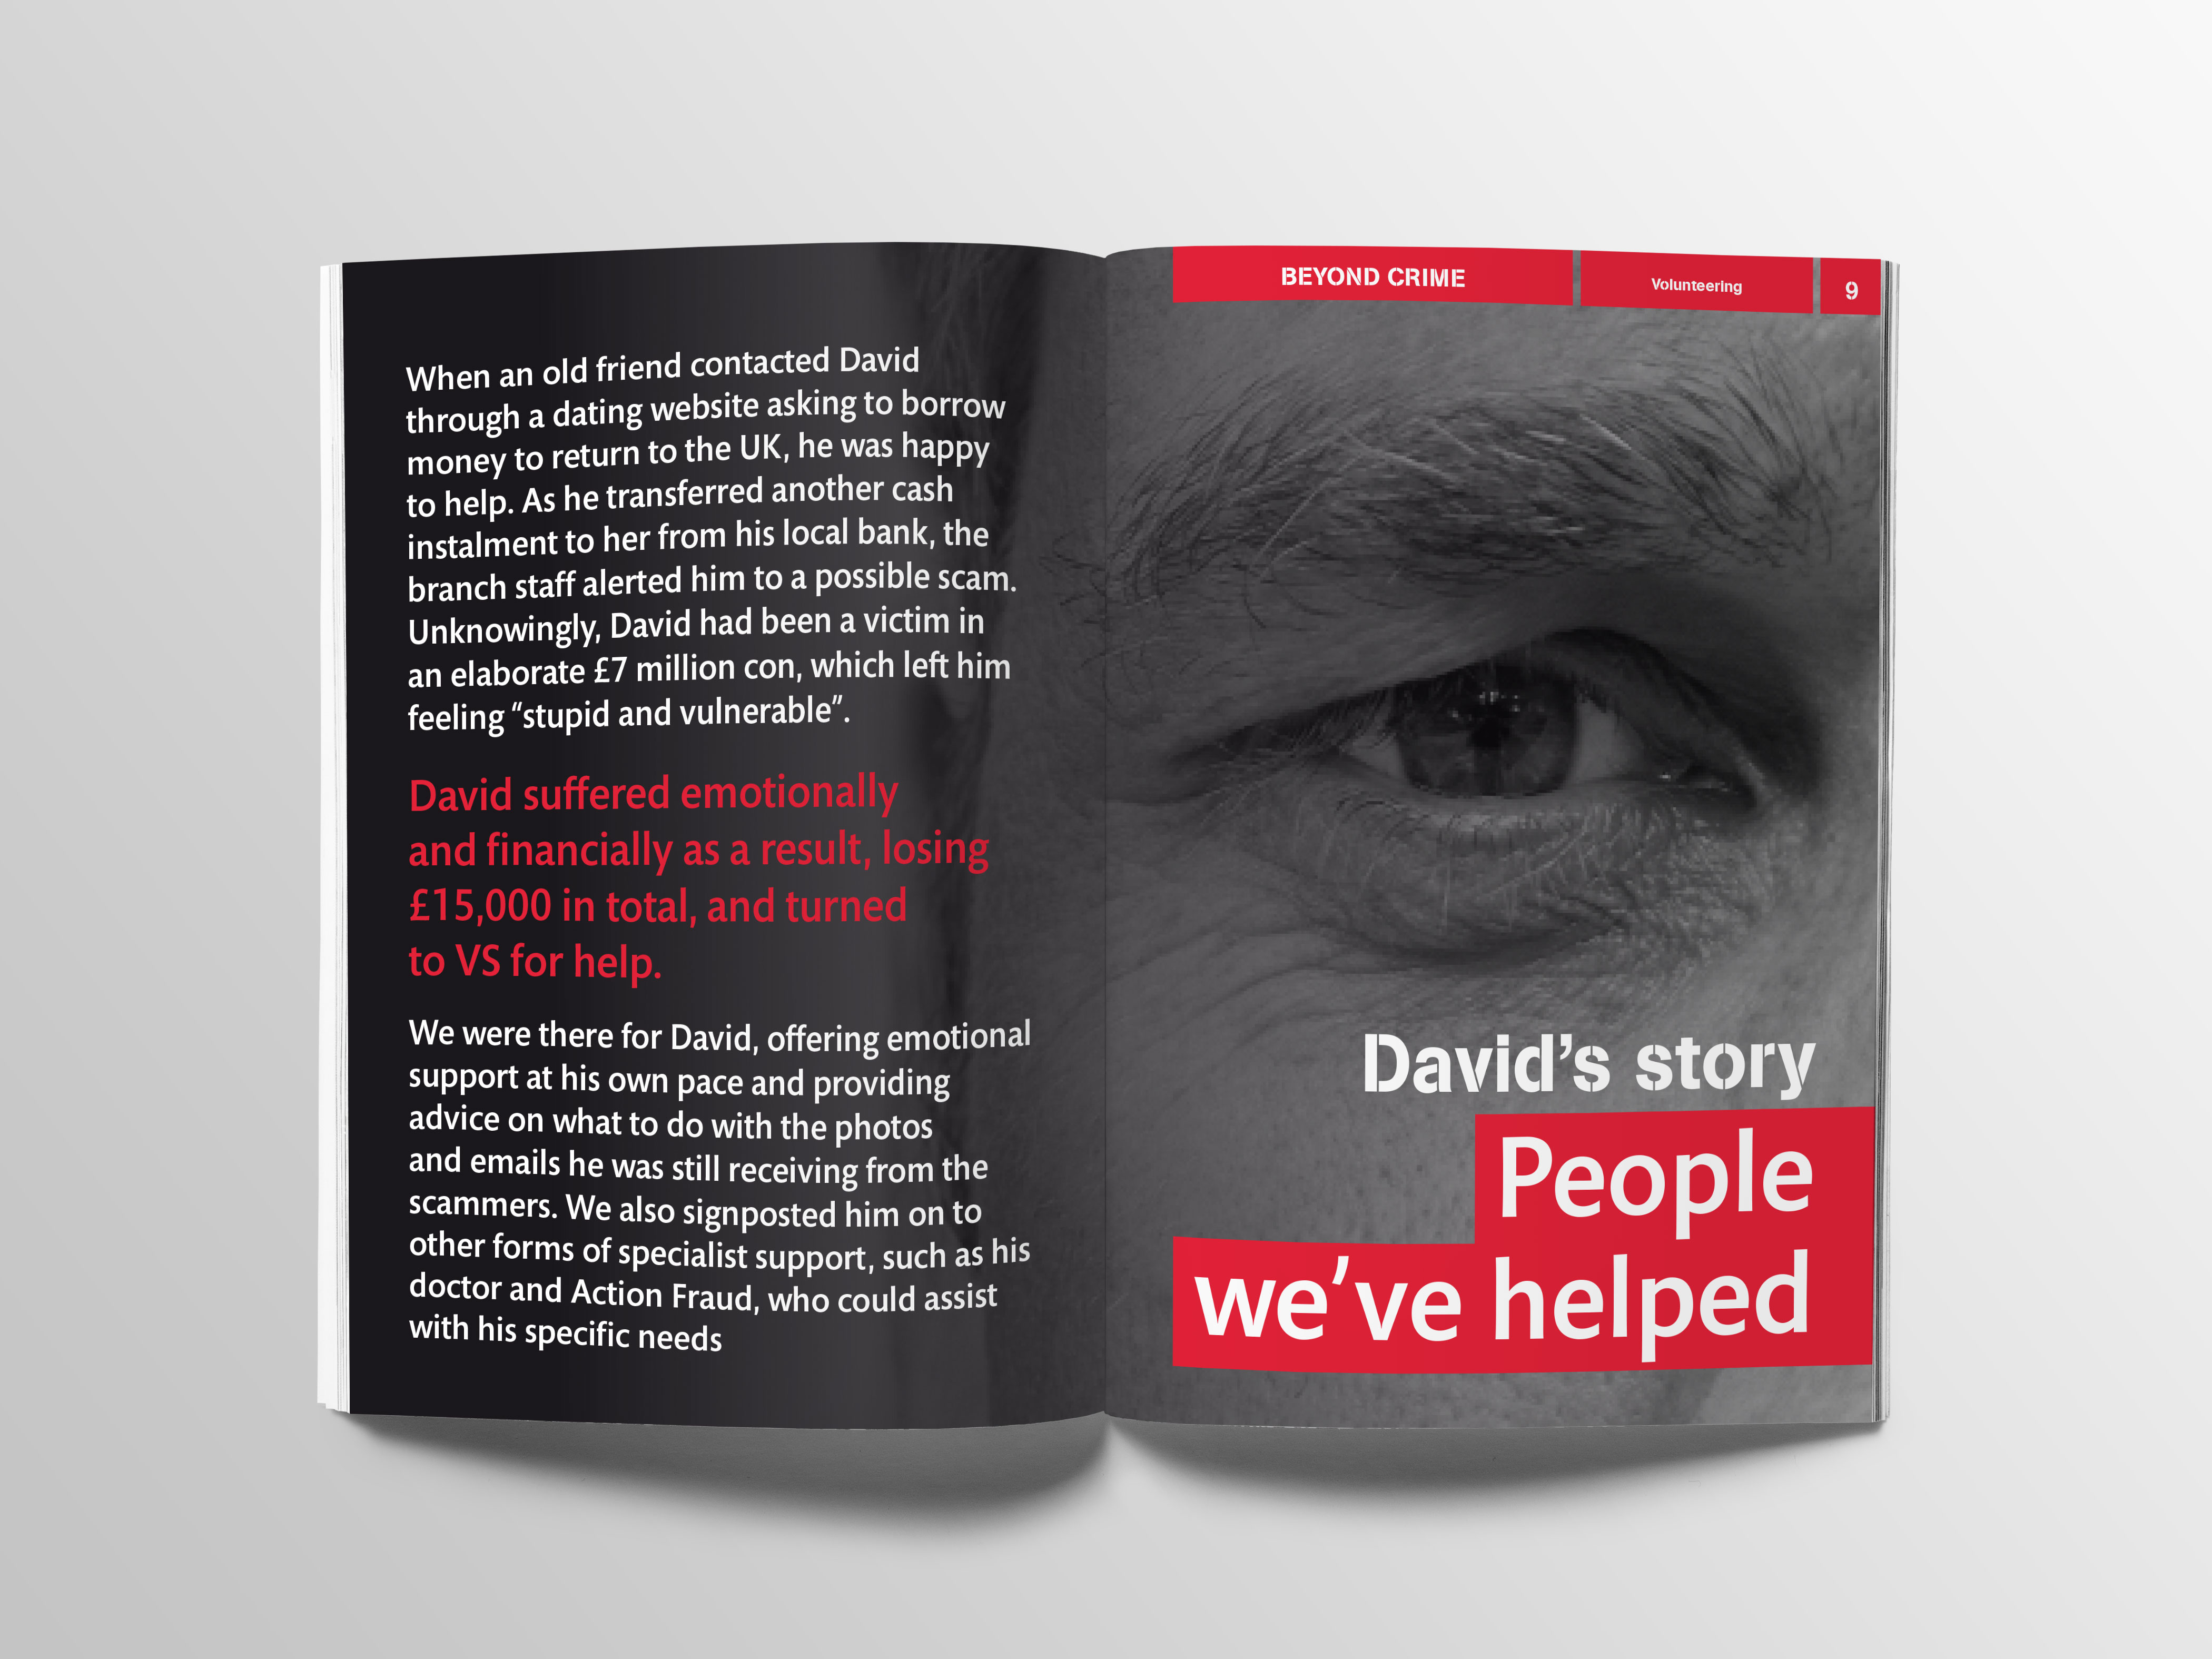 When an old friend contacted David
through a dating website asking to borrow
money to return to the UK, he was happy
to help. As he transferred another cash
instalment to her from his local bank, the
branch staff alerted him to a possible scam.
Unknowingly, David had been a victim in
an elaborate £7 million con, which left him
feeling “stupid and vulnerable”.
David suffered emotionally
and financially as a result, losing
£15,000 in total, and turned
to VS for help.
We were there for David, offering emotional
support at his own pace and providing
advice on what to do with the photos
and emails he was still receiving from the
scammers. We also signposted him on to
other forms of specialist support, such as his
doctor and Action Fraud, who could assist
with his specific needs
BEYOND CRIME
Volunteering
9
David’s story
People
we’ve helped